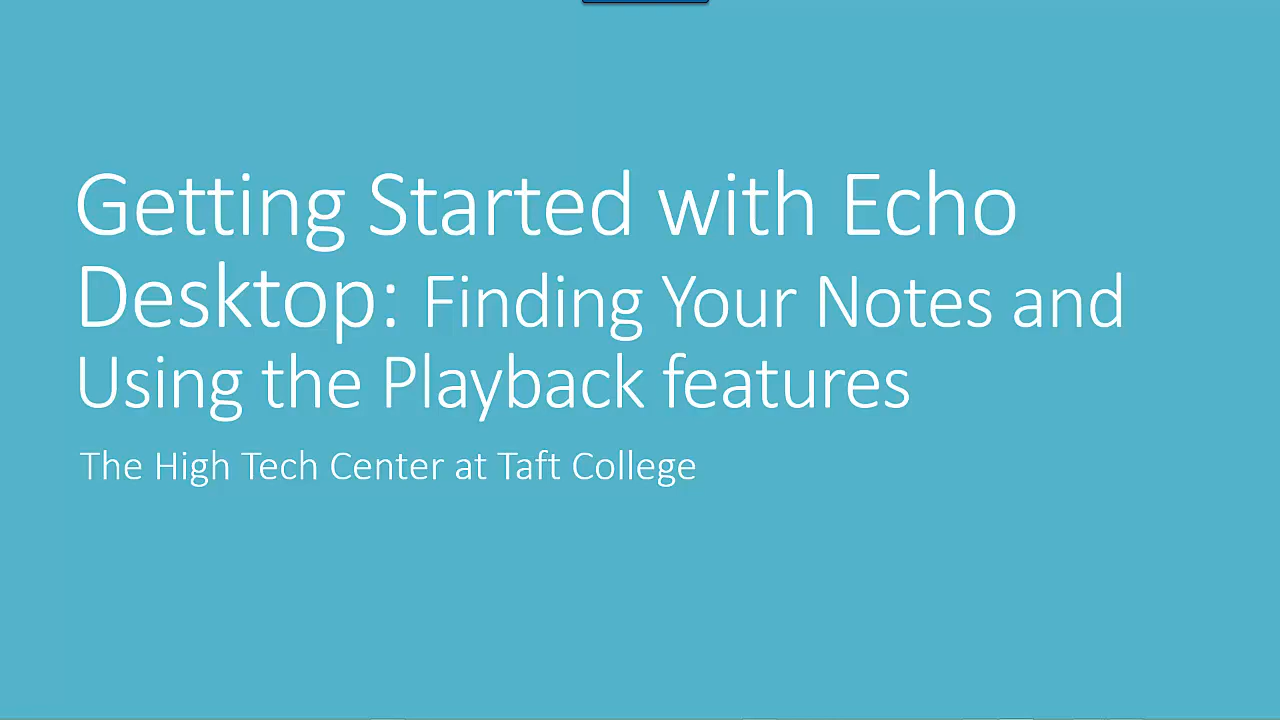 Getting Started with Echo
Desktop: Finding Your Notes and
Using the Playback features
The High Tech Center at Taft College